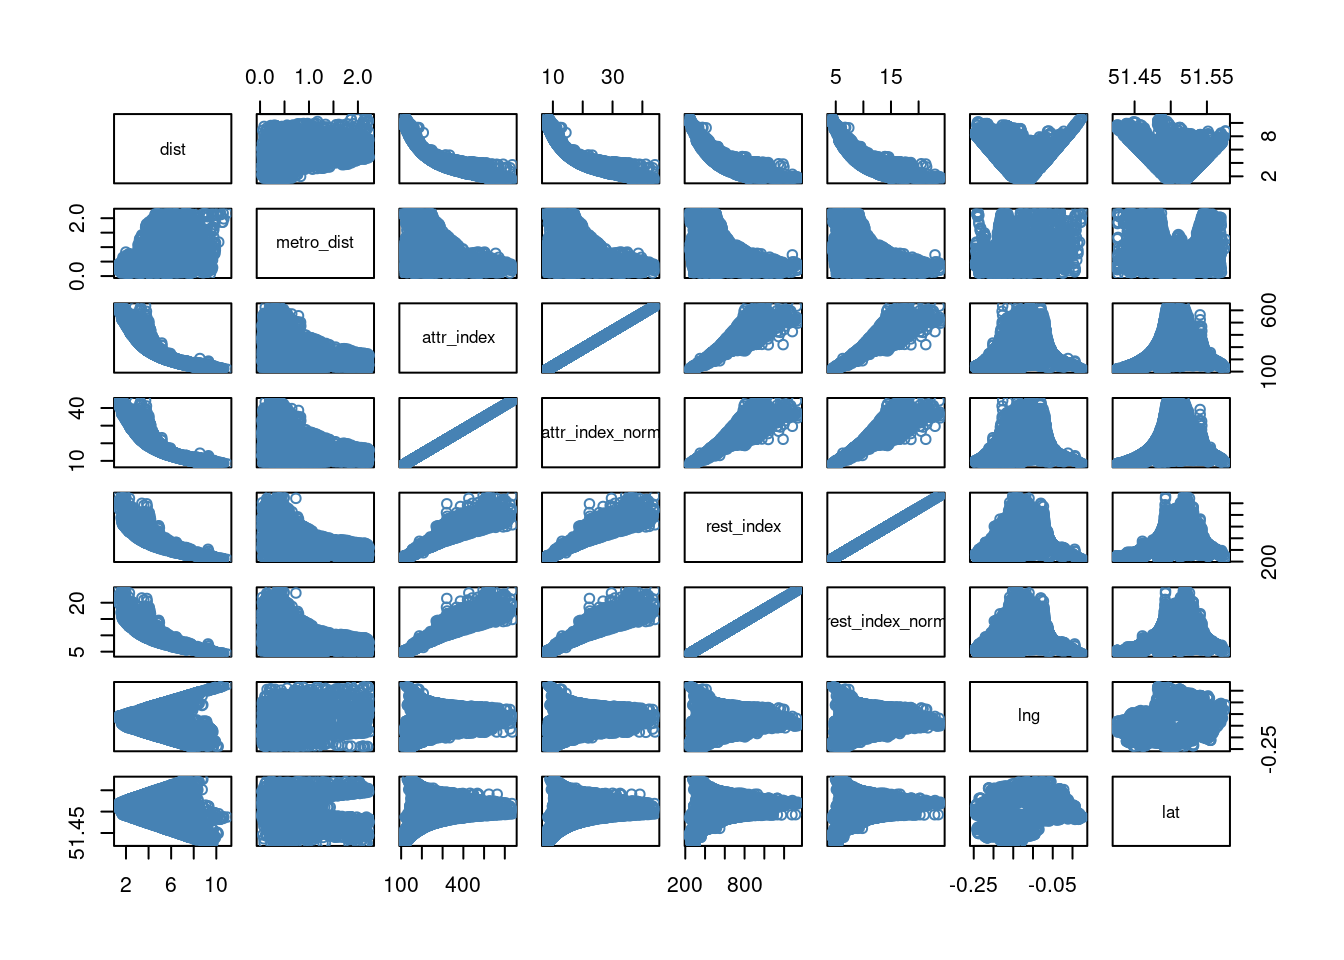 0.0 1.0 2.0 10 30 5 15 51.45 51.55
dist 2 8
0.0 2.0 metro_dist
attr_index 100 600
10 40 attr_index_norm
rest_index 200
5 20 rest_index_norm
lng -0.25
51.45 lat
2 6 10 100 400 200 800 -0.25 -0.05